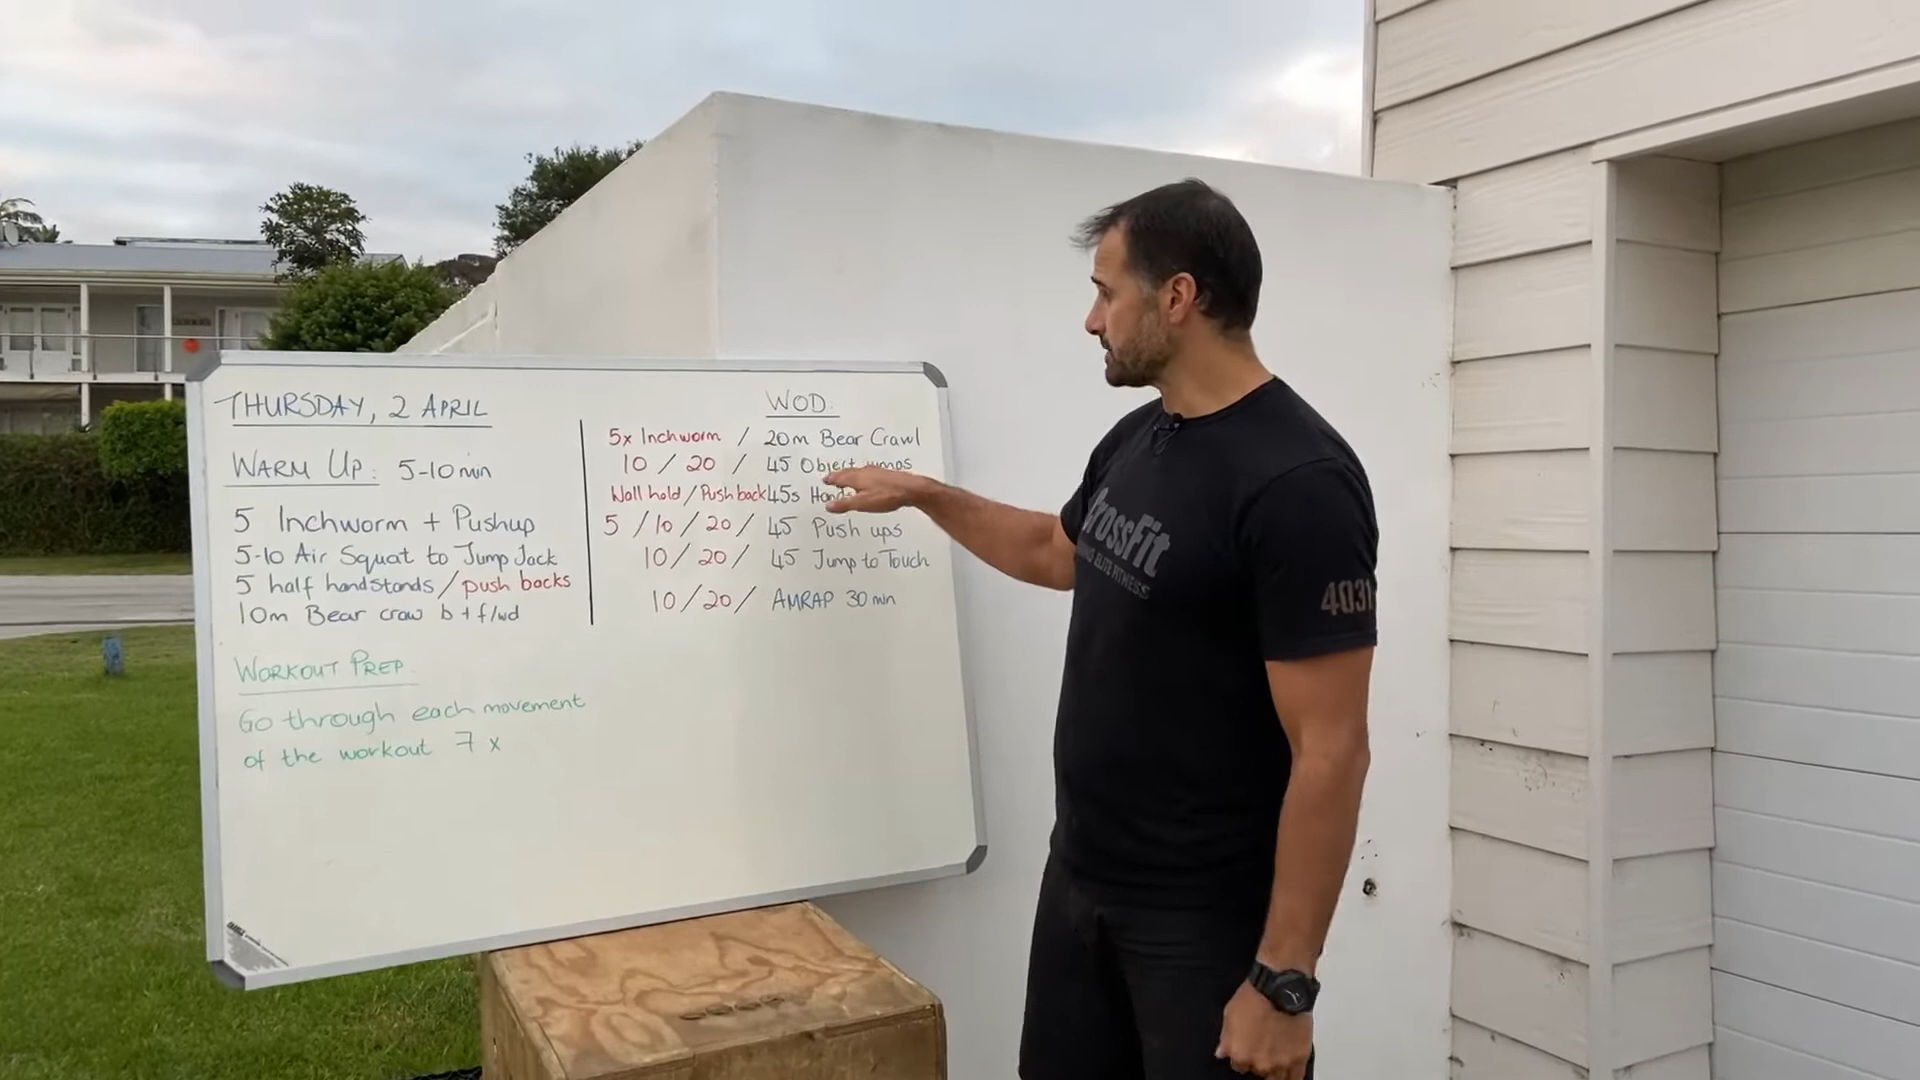 THURSDAY, 2 APRIL
WARM UP: 5-10 min
5 Inchworm + Pushup
5-10 Air Squat to Jump Jack
5 half handstands / push backs
10m Bear craw b + f/wd
WORKOUT PREP.
Go through each movement
of the workout 7 x
WOD:
5x Inchworm / 20m Bear Crawl
10 / 20 / 45 Object
Wall hold / Push back 45s
5 / 10 / 20 / 45 Push ups
10 / 20 / 45 Jump to Touch
10 / 20 / AMRAP 30 min
CrossFit
ELITE FITNESS
4031